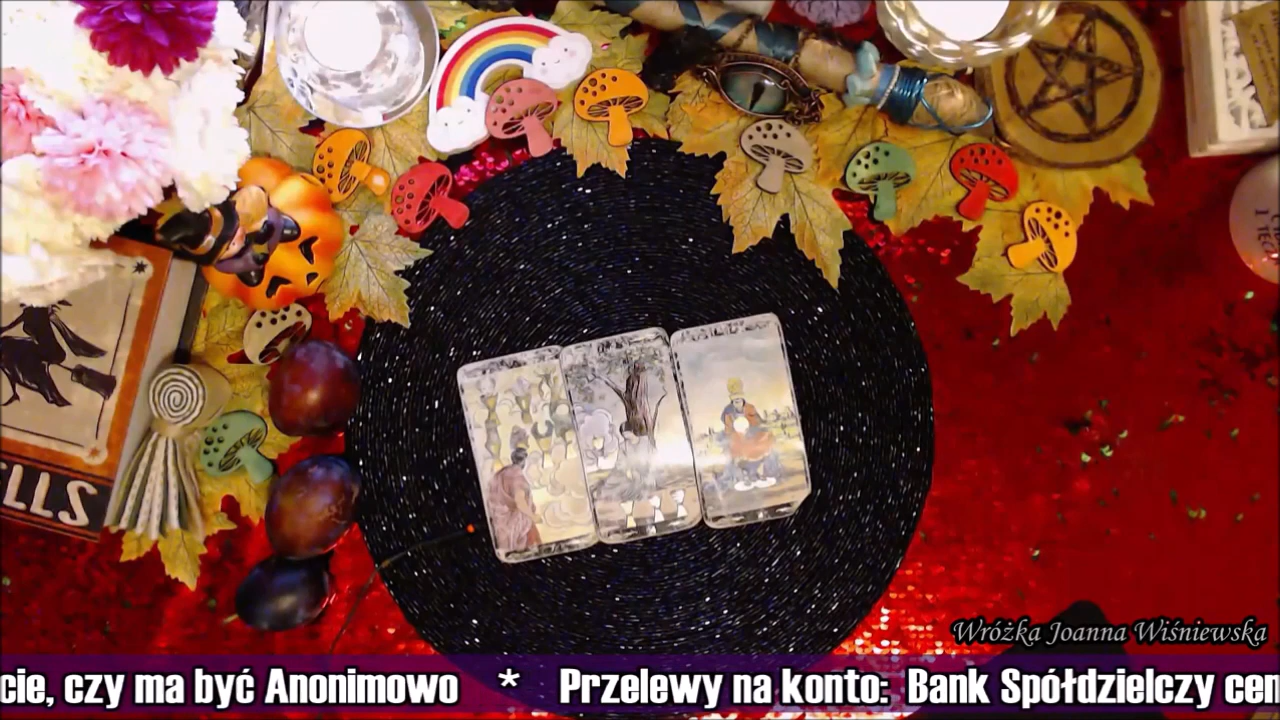 ELLS
Wróżka Joanna Wiśniewska
cie, czy ma być Anonimowo * Przelewy na konto: Bank Spółdzielczy cen